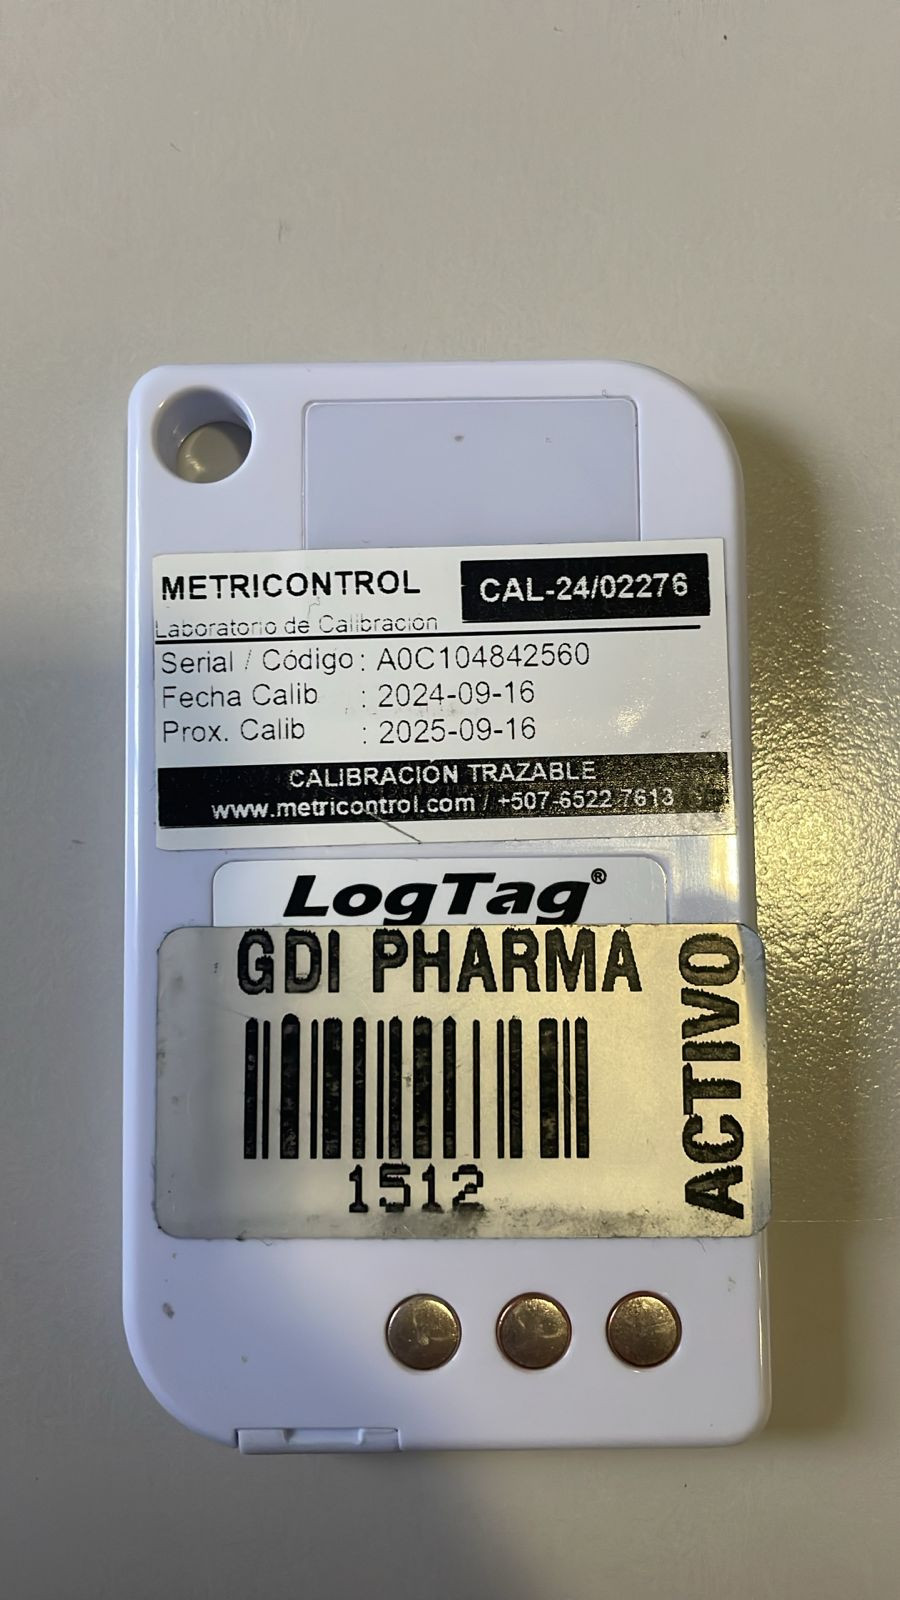 METRICONTROL
CAL-24/02276
Laboratorio de Calibración
Serial / Código : A0C104842560
Fecha Calib : 2024-09-16
Prox. Calib : 2025-09-16
CALIBRACIÓN TRAZABLE
www.metricontrol.com / +507-6522 7613
LogTag®
GDI PHARMA
1512
ACTIVO